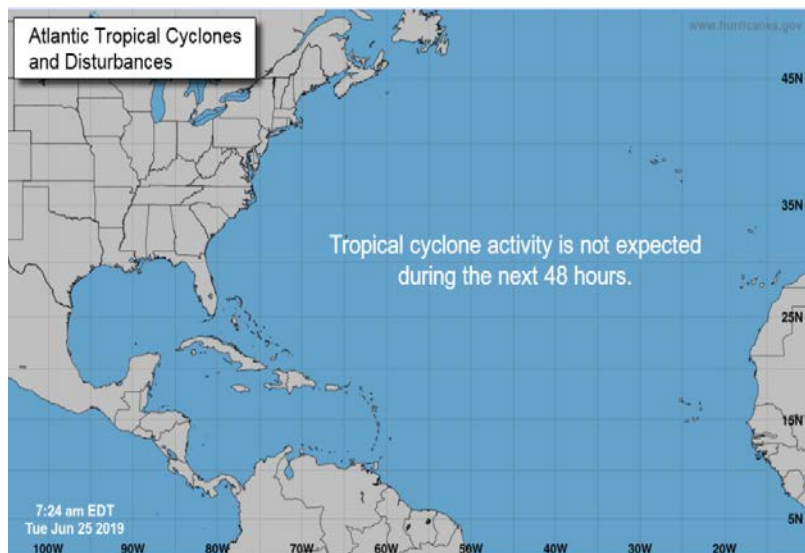 Atlantic Tropical Cyclones
and Disturbances
www.hurricanes.gov
45N
35N
Tropical cyclone activity is not expected
during the next 48 hours.
25N
15N
7:24 am EDT
Tue Jun 25 2019
5N
100W 90W 80W 70W 60W 50W 40W 30W 20W